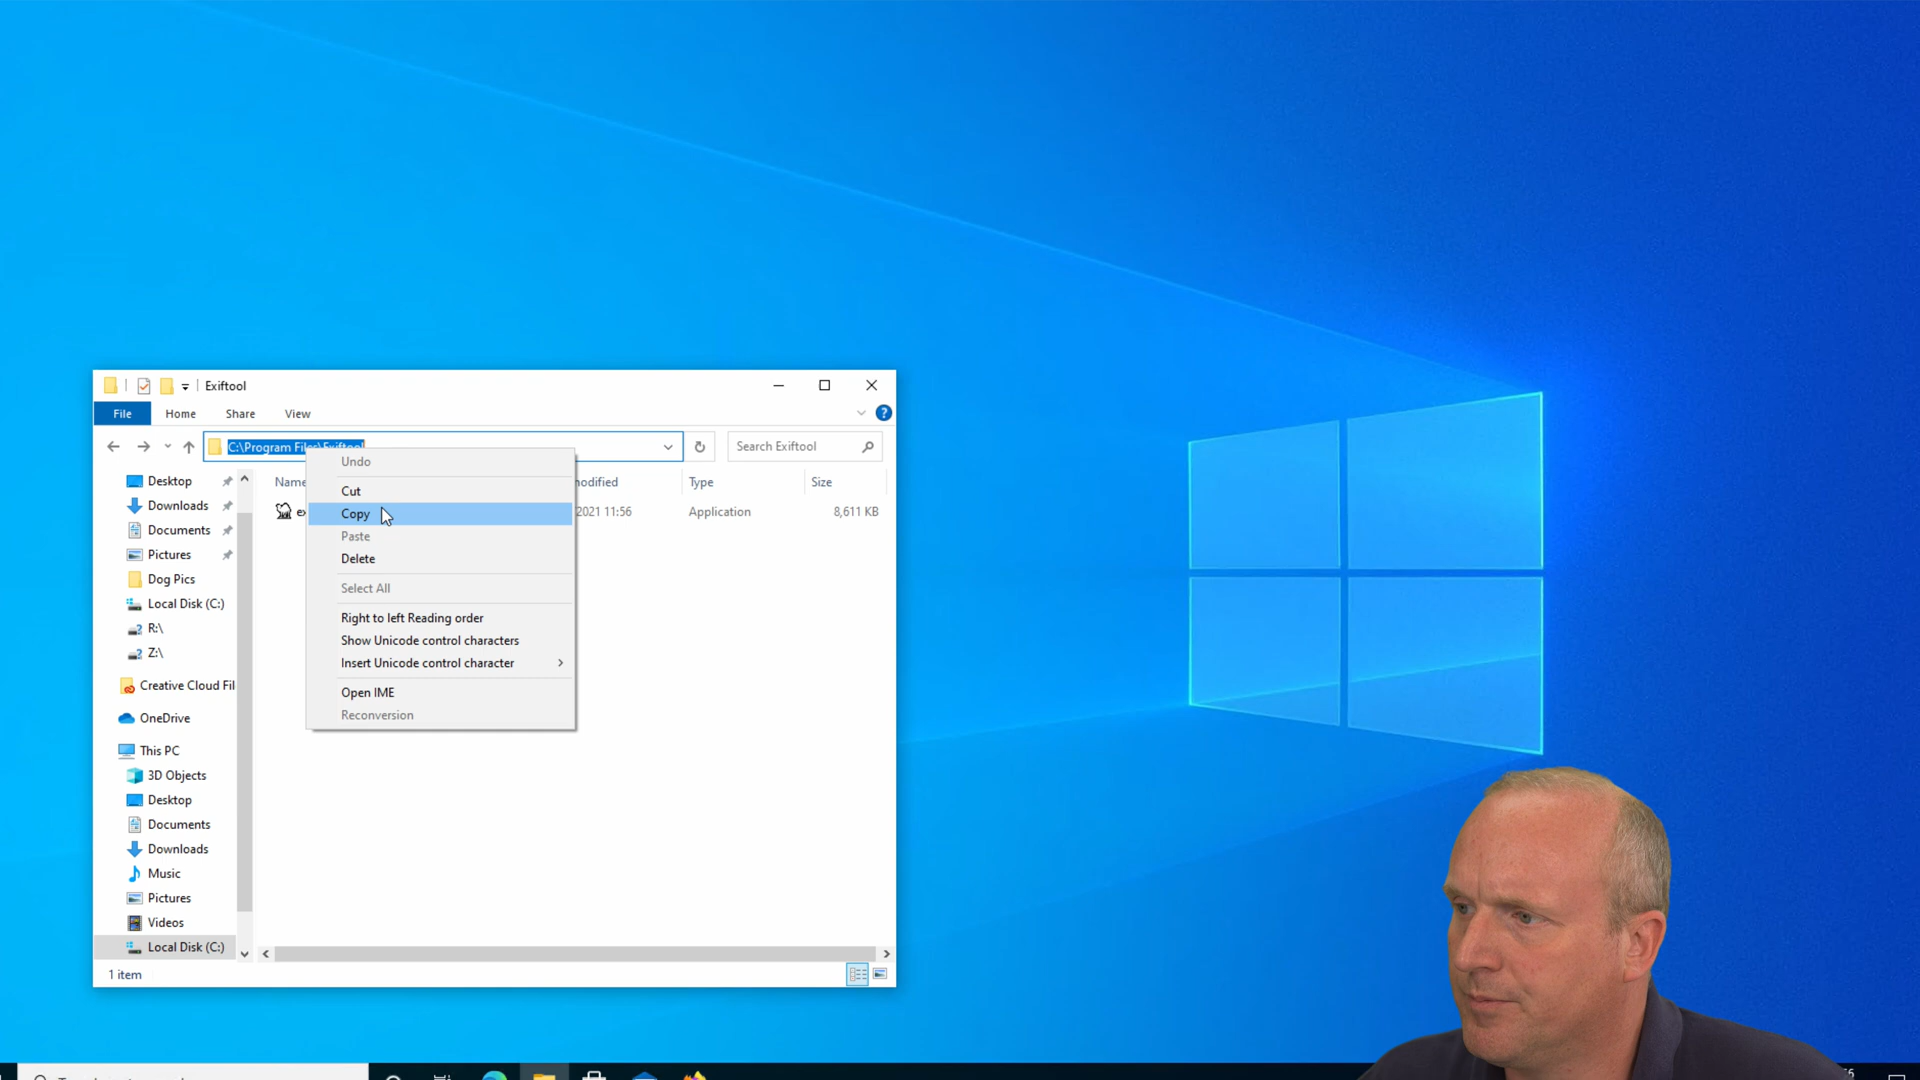 Exiftool
File Home Share View
C:\Program Files\Exiftool
Search Exiftool
Undo
Cut
Copy
Paste
Delete
Select All
Right to left Reading order
Show Unicode control characters
Insert Unicode control character
Open IME
Reconversion
Name
Type Size
2021 11:56 Application 8,611 KB
Desktop
Downloads
Documents
Pictures
Dog Pics
Local Disk (C:)
R:\
Z:\
Creative Cloud Fil
OneDrive
This PC
3D Objects
Desktop
Documents
Downloads
Music
Pictures
Videos
Local Disk (C:)
1 item